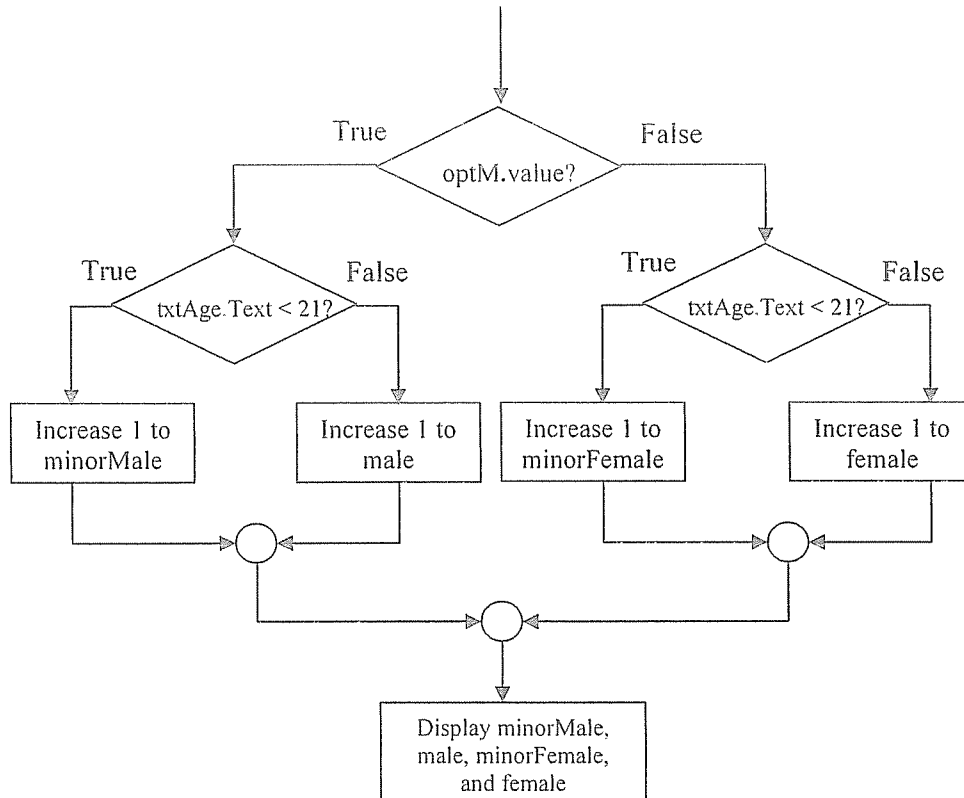 True
False
optM.value?
True
False
True
False
txtAge.Text < 21?
txtAge.Text < 21?
Increase 1 to
minorMale
Increase 1 to
male
Increase 1 to
minorFemale
Increase 1 to
female
Display minorMale,
male, minorFemale,
and female